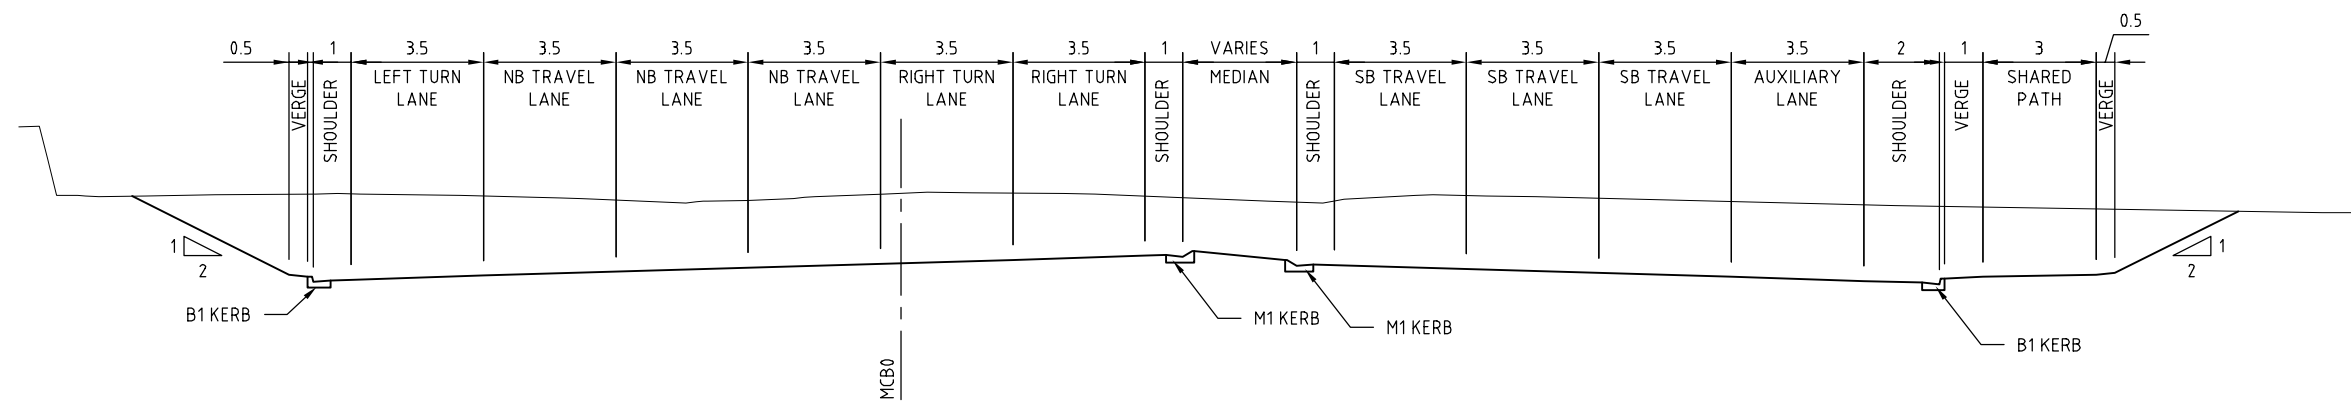 0.5
0.5 1 3.5 3.5 3.5 3.5 3.5 3.5 1 VARIES 1 3.5 3.5 3.5 3.5 2 1 3
VERGE
SHOULDER
LEFT TURN
LANE
NB TRAVEL
LANE
NB TRAVEL
LANE
NB TRAVEL
LANE
RIGHT TURN
LANE
RIGHT TURN
LANE
SHOULDER
MEDIAN
SHOULDER
SB TRAVEL
LANE
SB TRAVEL
LANE
SB TRAVEL
LANE
AUXILIARY
LANE
SHOULDER
VERGE
SHARED
PATH
VERGE
1
2
1
2
B1 KERB
M1 KERB
M1 KERB
B1 KERB
MCB0